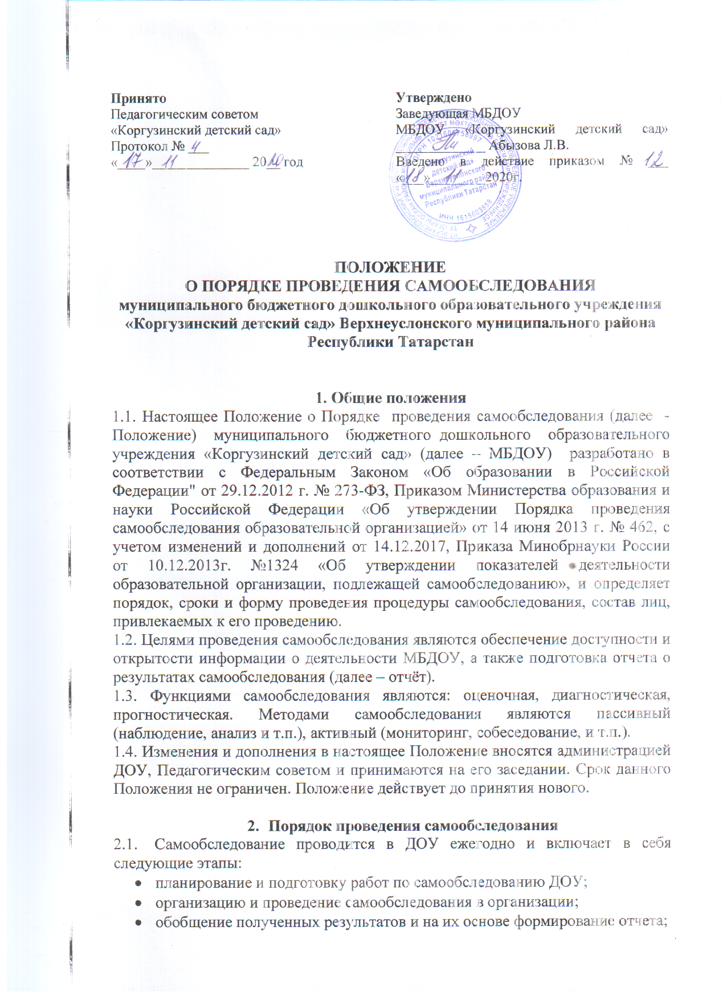 Принято
Педагогическим советом
«Коргузинский детский сад»
Протокол № 4
«17» 11 2020 год
Утверждено
Заведующая МБДОУ
МБДОУ «Коргузинский детский сад»
Абызова Л.В.
Введено в действие приказом № 12
«18» 11 2020г.
«Коргузинский
детский сад»
Верхнеуслонского
муниципального района
Республики Татарстан
ИНН 1615003858
ПОЛОЖЕНИЕ
О ПОРЯДКЕ ПРОВЕДЕНИЯ САМООБСЛЕДОВАНИЯ
муниципального бюджетного дошкольного образовательного учреждения
«Коргузинский детский сад» Верхнеуслонского муниципального района
Республики Татарстан
1. Общие положения
1.1. Настоящее Положение о Порядке проведения самообследования (далее -
Положение) муниципального бюджетного дошкольного образовательного
учреждения «Коргузинский детский сад» (далее – МБДОУ) разработано в
соответствии с Федеральным Законом «Об образовании в Российской
Федерации" от 29.12.2012 г. № 273-ФЗ, Приказом Министерства образования и
науки Российской Федерации «Об утверждении Порядка проведения
самообследования образовательной организацией» от 14 июня 2013 г. № 462, с
учетом изменений и дополнений от 14.12.2017, Приказа Минобрнауки России
от 10.12.2013г. №1324 «Об утверждении показателей деятельности
образовательной организации, подлежащей самообследованию», и определяет
порядок, сроки и форму проведения процедуры самообследования, состав лиц,
привлекаемых к его проведению.
1.2. Целями проведения самообследования являются обеспечение доступности и
открытости информации о деятельности МБДОУ, а также подготовка отчета о
результатах самообследования (далее – отчёт).
1.3. Функциями самообследования являются: оценочная, диагностическая,
прогностическая. Методами самообследования являются пассивный
(наблюдение, анализ и т.п.), активный (мониторинг, собеседование, и т.п.).
1.4. Изменения и дополнения в настоящее Положение вносятся администрацией
ДОУ, Педагогическим советом и принимаются на его заседании. Срок данного
Положения не ограничен. Положение действует до принятия нового.
2. Порядок проведения самообследования
2.1. Самообследование проводится в ДОУ ежегодно и включает в себя
следующие этапы:
• планирование и подготовку работ по самообследованию ДОУ;
• организацию и проведение самообследования в организации;
• обобщение полученных результатов и на их основе формирование отчета;